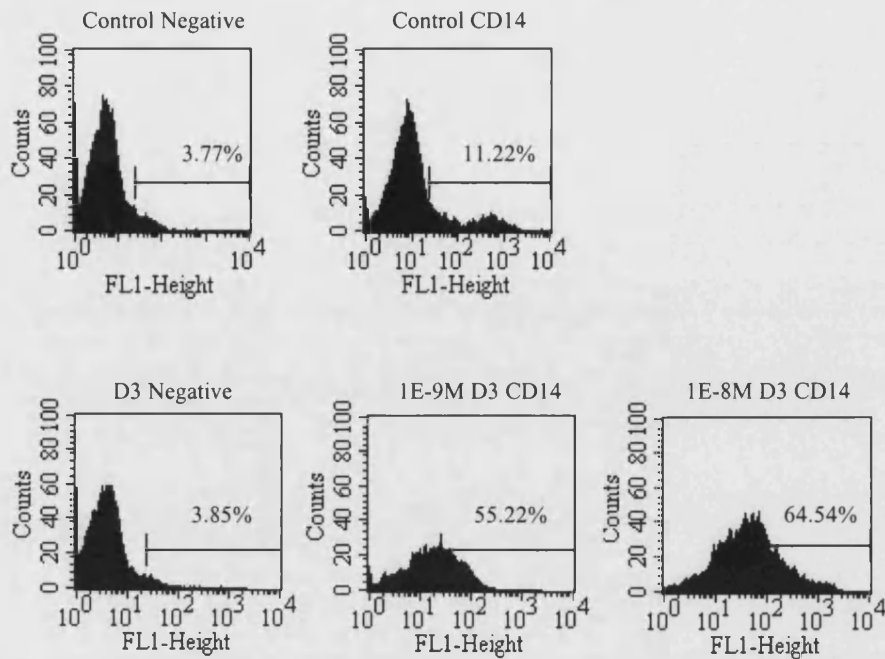 Control Negative
Counts
0 20 40 60 80 100
3.77%
10^0 10^4
FL1-Height
Control CD14
Counts
0 20 40 60 80 100
11.22%
10^0 10^1 10^2 10^3 10^4
FL1-Height
D3 Negative
Counts
0 20 40 60 80 100
3.85%
10^0 10^1 10^2 10^3 10^4
FL1-Height
1E-9M D3 CD14
Counts
0 20 40 60 80 100
55.22%
10^0 10^1 10^2 10^3 10^4
FL1-Height
1E-8M D3 CD14
Counts
0 20 40 60 80 100
64.54%
10^0 10^1 10^2 10^3 10^4
FL1-Height